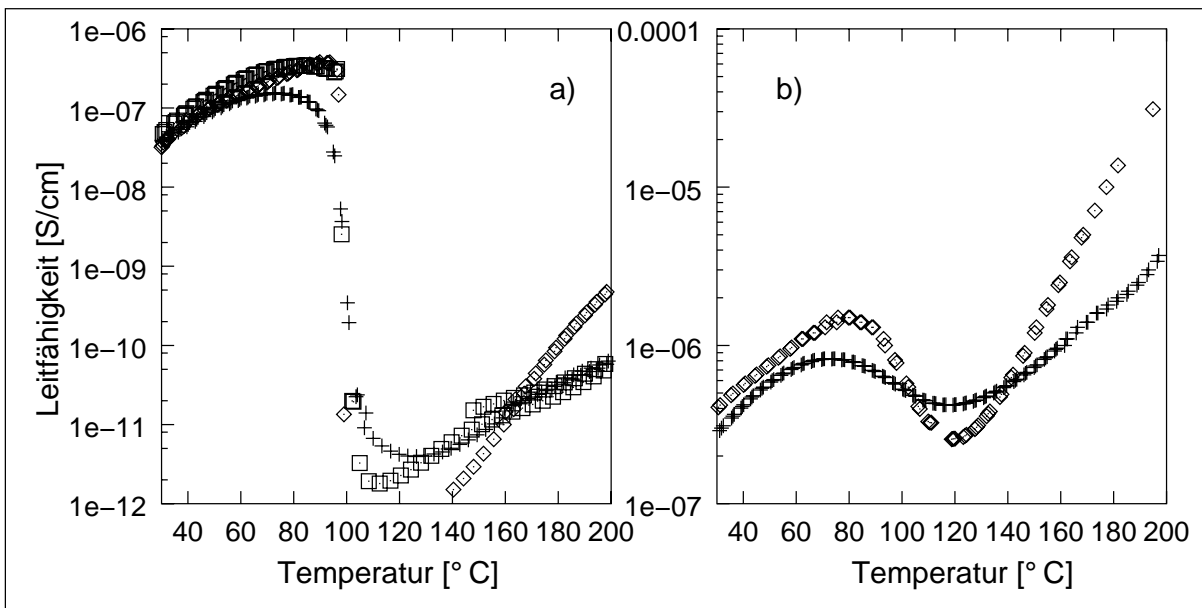 Leitfähigkeit [S/cm]
1e−06
1e−07
1e−08
1e−09
1e−10
1e−11
1e−12
a)
40 60 80 100 120 140 160 180 200
Temperatur [° C]
0.0001
1e−05
1e−06
1e−07
b)
40 60 80 100 120 140 160 180 200
Temperatur [° C]